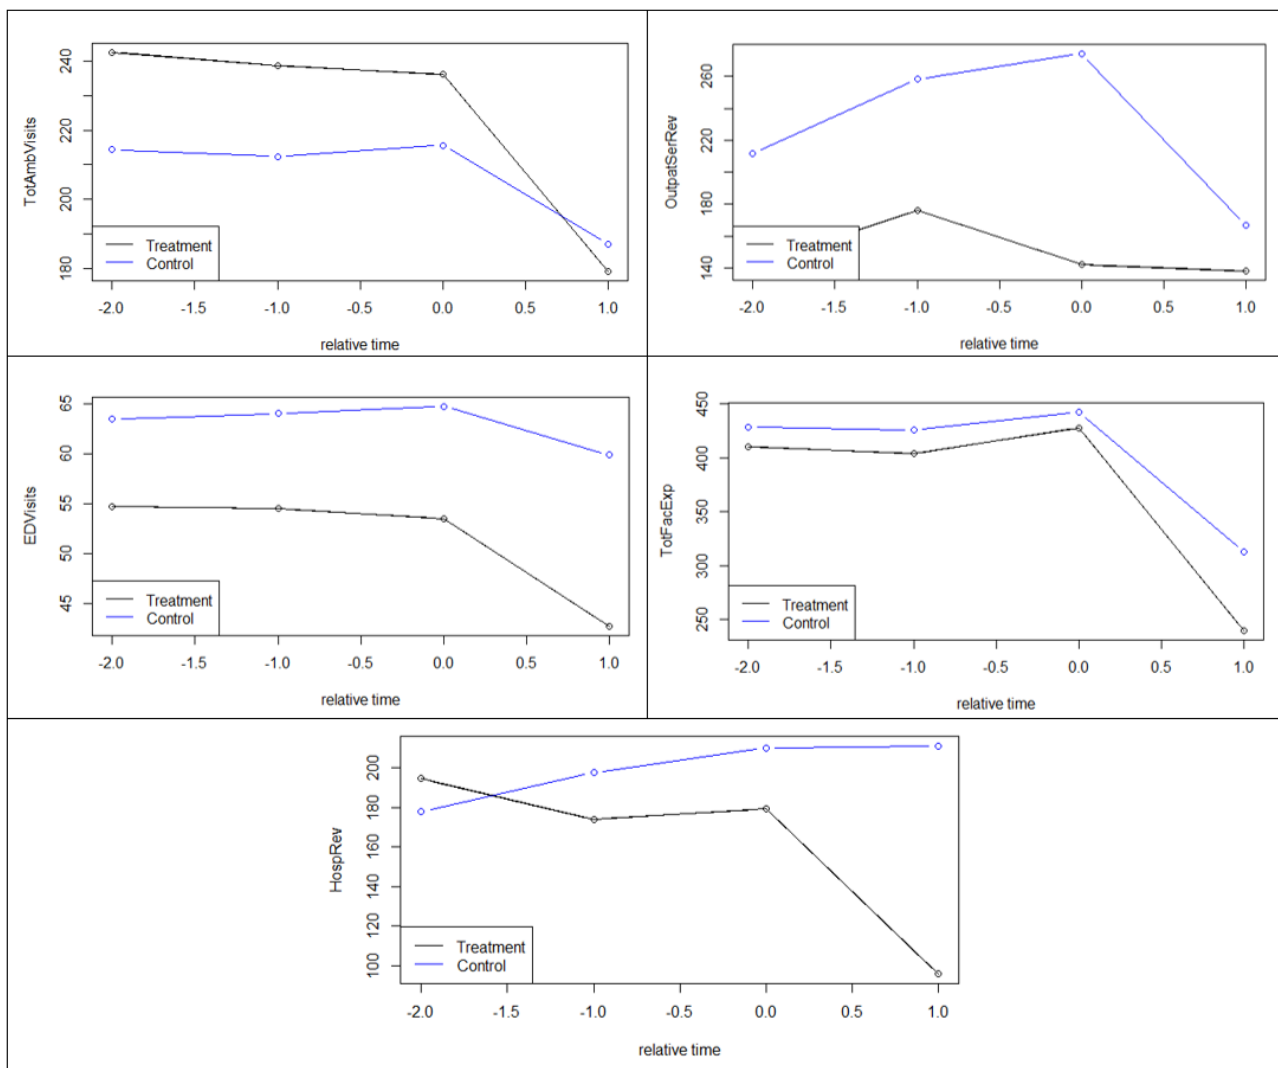 TotAmbVisits
240
220
200
180
Treatment
Control
-2.0 -1.5 -1.0 -0.5 0.0 0.5 1.0
relative time
OutpatSerRev
260
220
180
140
Treatment
Control
-2.0 -1.5 -1.0 -0.5 0.0 0.5 1.0
relative time
EDVisits
65
60
55
50
45
Treatment
Control
-2.0 -1.5 -1.0 -0.5 0.0 0.5 1.0
relative time
TotFacExp
450
400
350
300
250
Treatment
Control
-2.0 -1.5 -1.0 -0.5 0.0 0.5 1.0
relative time
HospRev
200
180
160
140
120
100
Treatment
Control
-2.0 -1.5 -1.0 -0.5 0.0 0.5 1.0
relative time